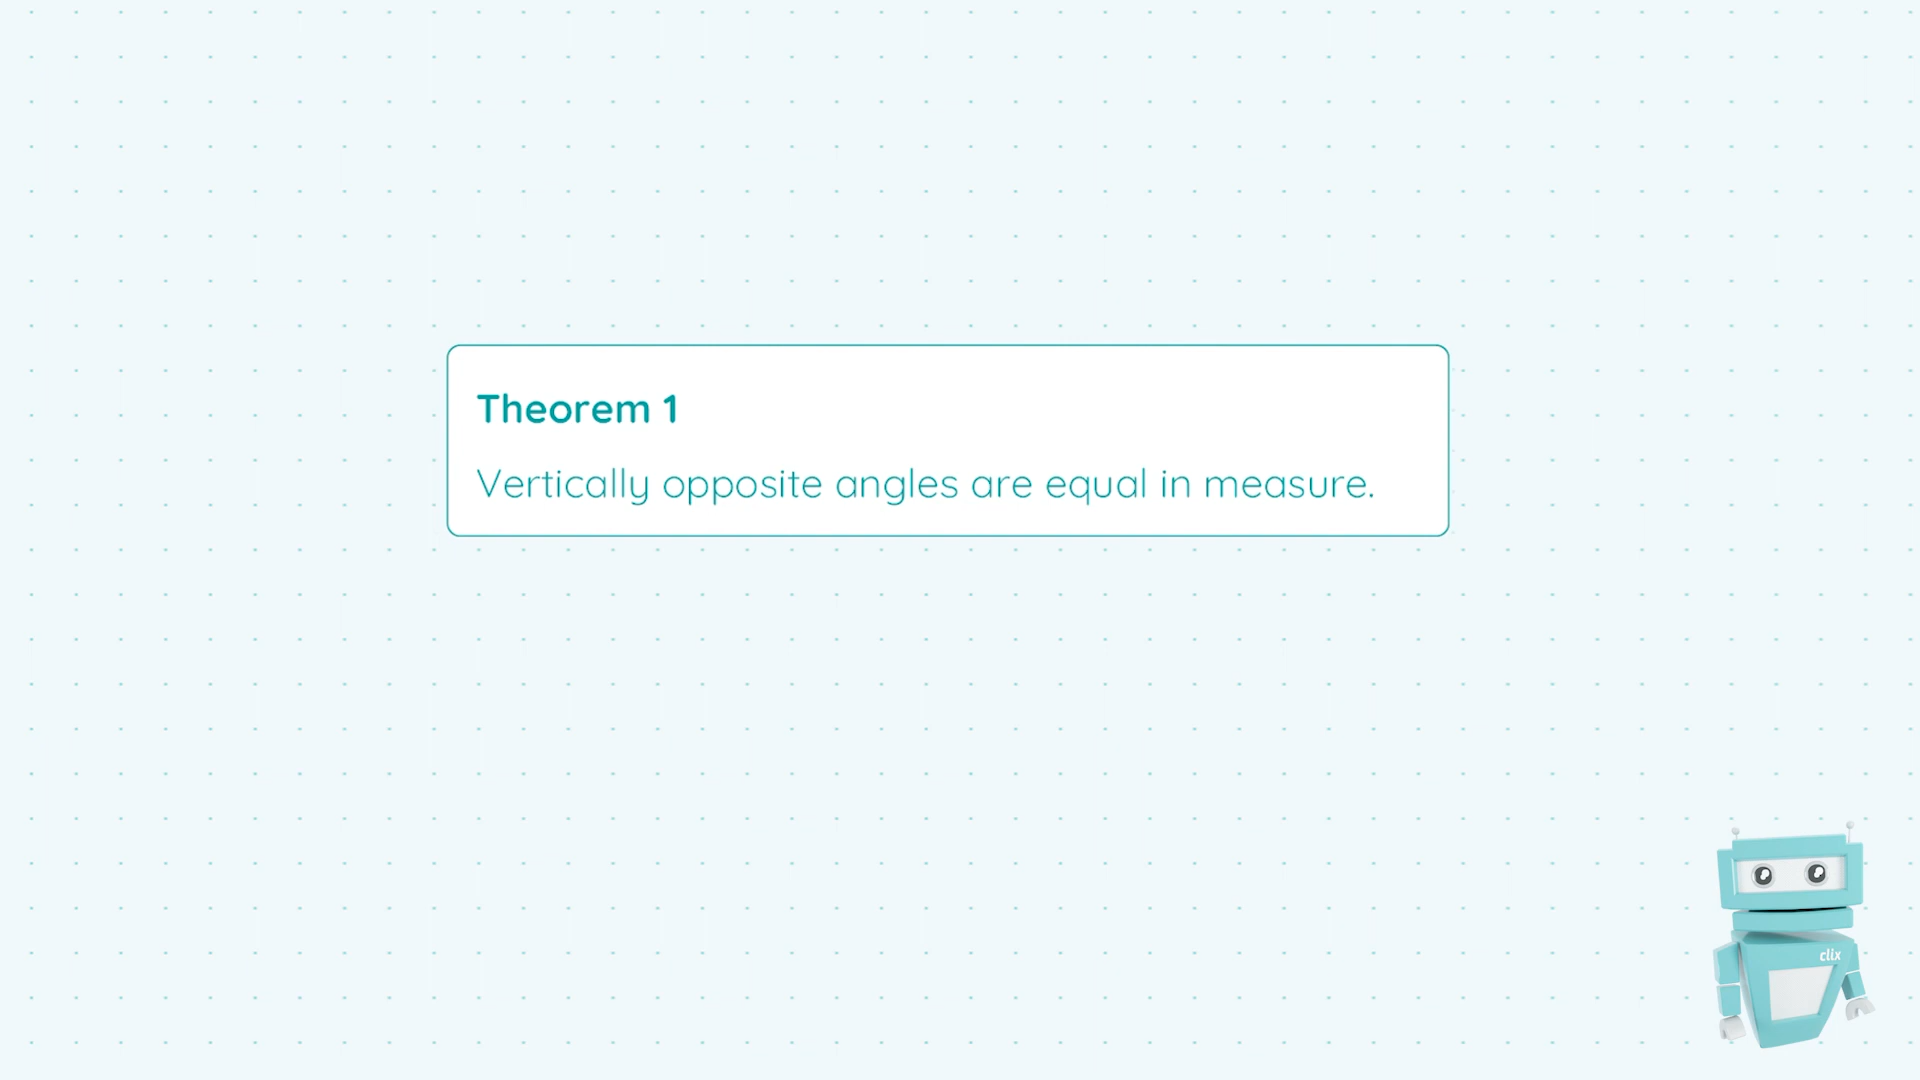 Theorem 1
Vertically opposite angles are equal in measure.
clix